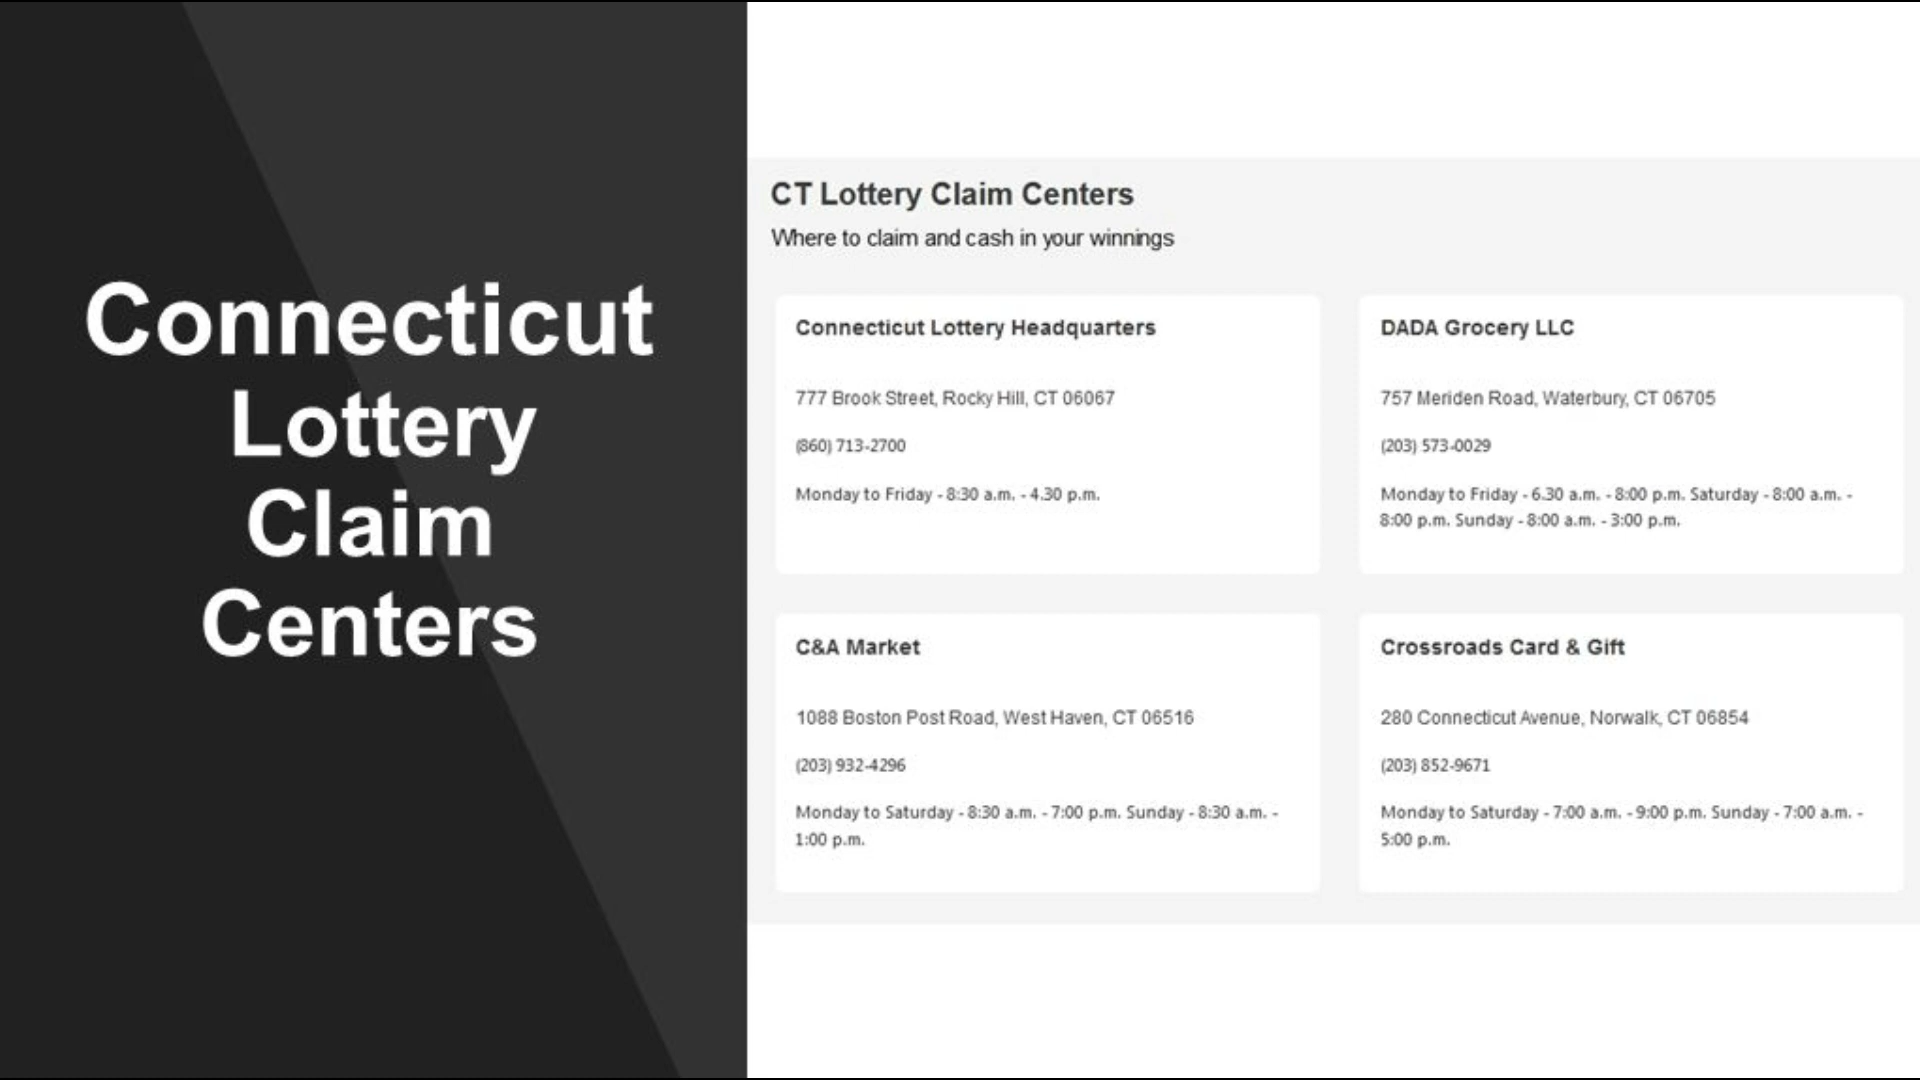 Connecticut
Lottery
Claim
Centers
CT Lottery Claim Centers
Where to claim and cash in your winnings
Connecticut Lottery Headquarters
777 Brook Street, Rocky Hill, CT 06067
(860) 713-2700
Monday to Friday - 8:30 a.m. - 4.30 p.m.
DADA Grocery LLC
757 Meriden Road, Waterbury, CT 06705
(203) 573-0029
Monday to Friday - 6.30 a.m. - 8:00 p.m. Saturday - 8:00 a.m. -
8:00 p.m. Sunday - 8:00 a.m. - 3:00 p.m.
C&A Market
1088 Boston Post Road, West Haven, CT 06516
(203) 932-4296
Monday to Saturday - 8:30 a.m. - 7:00 p.m. Sunday - 8:30 a.m. -
1:00 p.m.
Crossroads Card & Gift
280 Connecticut Avenue, Norwalk, CT 06854
(203) 852-9671
Monday to Saturday - 7:00 a.m. - 9:00 p.m. Sunday - 7:00 a.m. -
5:00 p.m.